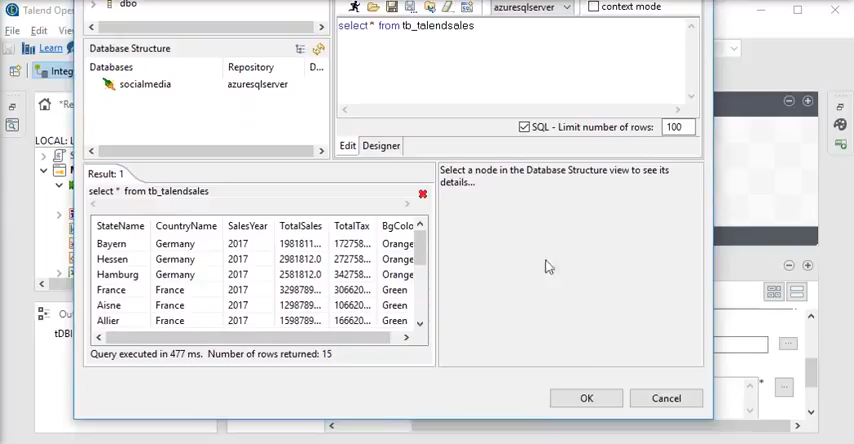 Talend Oper
File Edit
Learn
Integ
*Re
LOCAL: L
Ou
tDBI
dbo
Database Structure
Databases Repository D...
socialmedia azuresqlserver
azuresqlserver context mode
select * from tb_talendsales
SQL - Limit number of rows: 100
Edit Designer
Result: 1
select * from tb_talendsales
StateName CountryName SalesYear TotalSales TotalTax BgColo
Bayern Germany 2017 1981811... 172758... Orange
Hessen Germany 2017 2981812.0 272758... Orange
Hamburg Germany 2017 2581812.0 342758... Orange
France France 2017 3298789... 306620... Green
Aisne France 2017 1298789... 106620... Green
Allier France 2017 1598789... 166620... Green
Query executed in 477 ms. Number of rows returned: 15
Select a node in the Database Structure view to see its
details...
OK Cancel